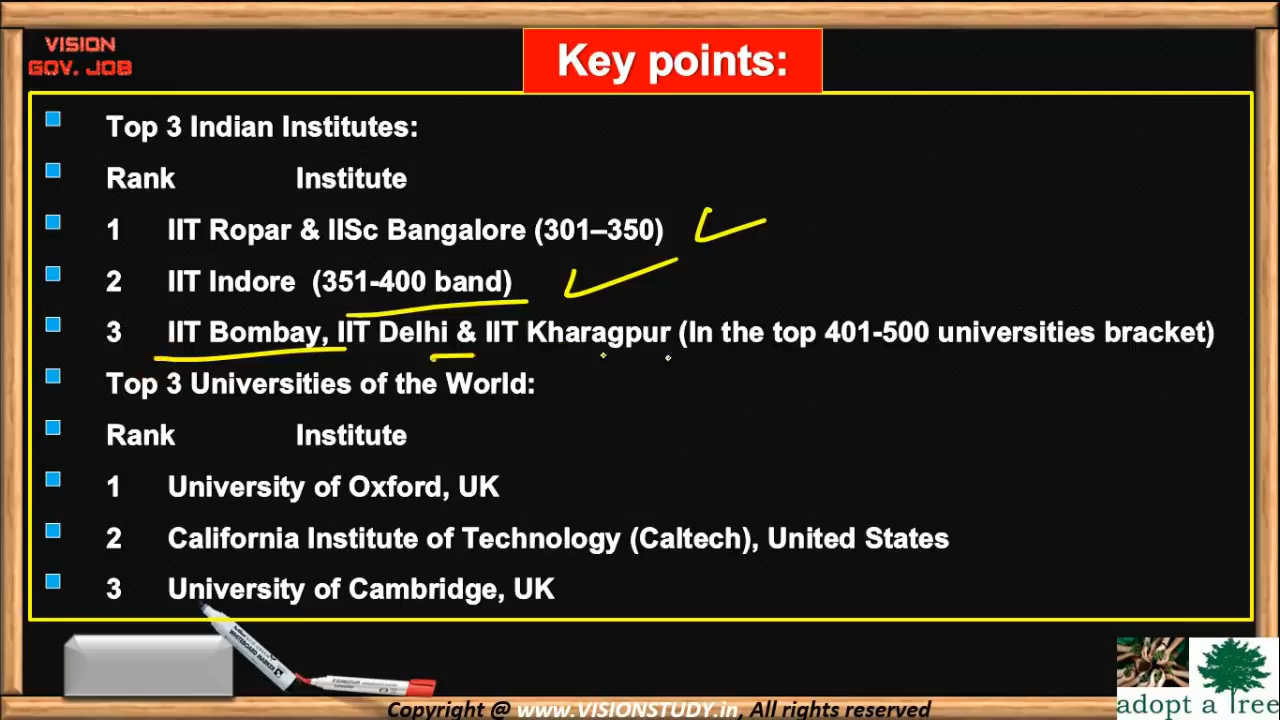 VISION
GOV. JOB
Key points:
Top 3 Indian Institutes:
Rank Institute
1 IIT Ropar & IISc Bangalore (301–350)
2 IIT Indore (351-400 band)
3 IIT Bombay, IIT Delhi & IIT Kharagpur (In the top 401-500 universities bracket)
Top 3 Universities of the World:
Rank Institute
1 University of Oxford, UK
2 California Institute of Technology (Caltech), United States
3 University of Cambridge, UK
WHITEBOARD MARKER
adopt a Tree
Copyright @ www.VISIONSTUDY.in, All rights reserved